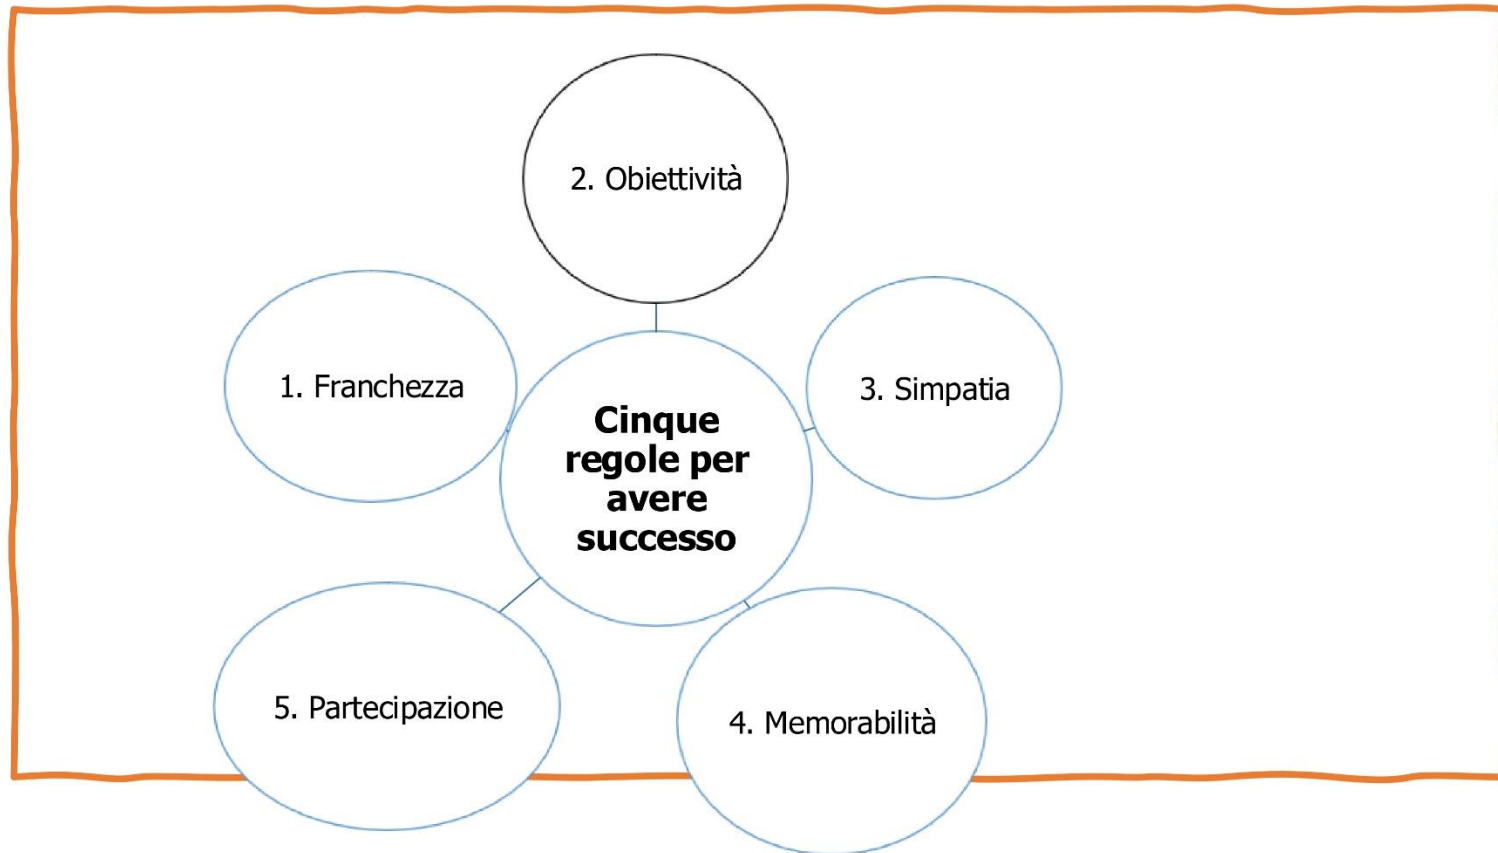 2. Obiettività
1. Franchezza
3. Simpatia
Cinque
regole per
avere
successo
5. Partecipazione
4. Memorabilità